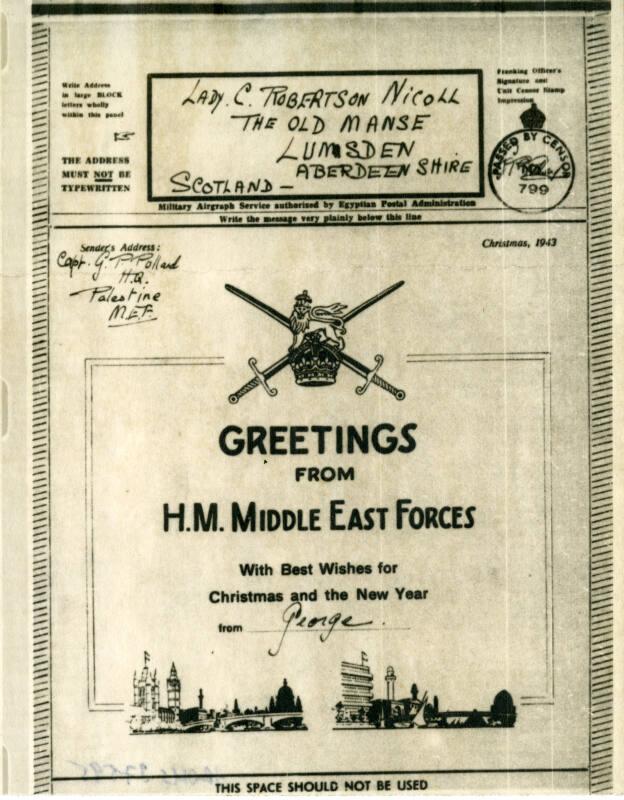 Write Address
in large BLOCK
letters wholly
within this panel
THE ADDRESS
MUST NOT BE
TYPEWRITTEN
LADY. C. ROBERTSON NICOLL
THE OLD MANSE
LUMSDEN
ABERDEENSHIRE
SCOTLAND —
Franking Officer's
Signature and
Unit Censor Stamp
Impression
PASSED BY CENSOR
799
Military Airgraph Service authorised by Egyptian Postal Administration
Write the message very plainly below this line
Sender's Address:
Capt. G. P. Pollard
H.Q.
Palestine
M.E.F.
Christmas, 1943
GREETINGS
FROM
H.M. MIDDLE EAST FORCES
With Best Wishes for
Christmas and the New Year
from George.
THIS SPACE SHOULD NOT BE USED